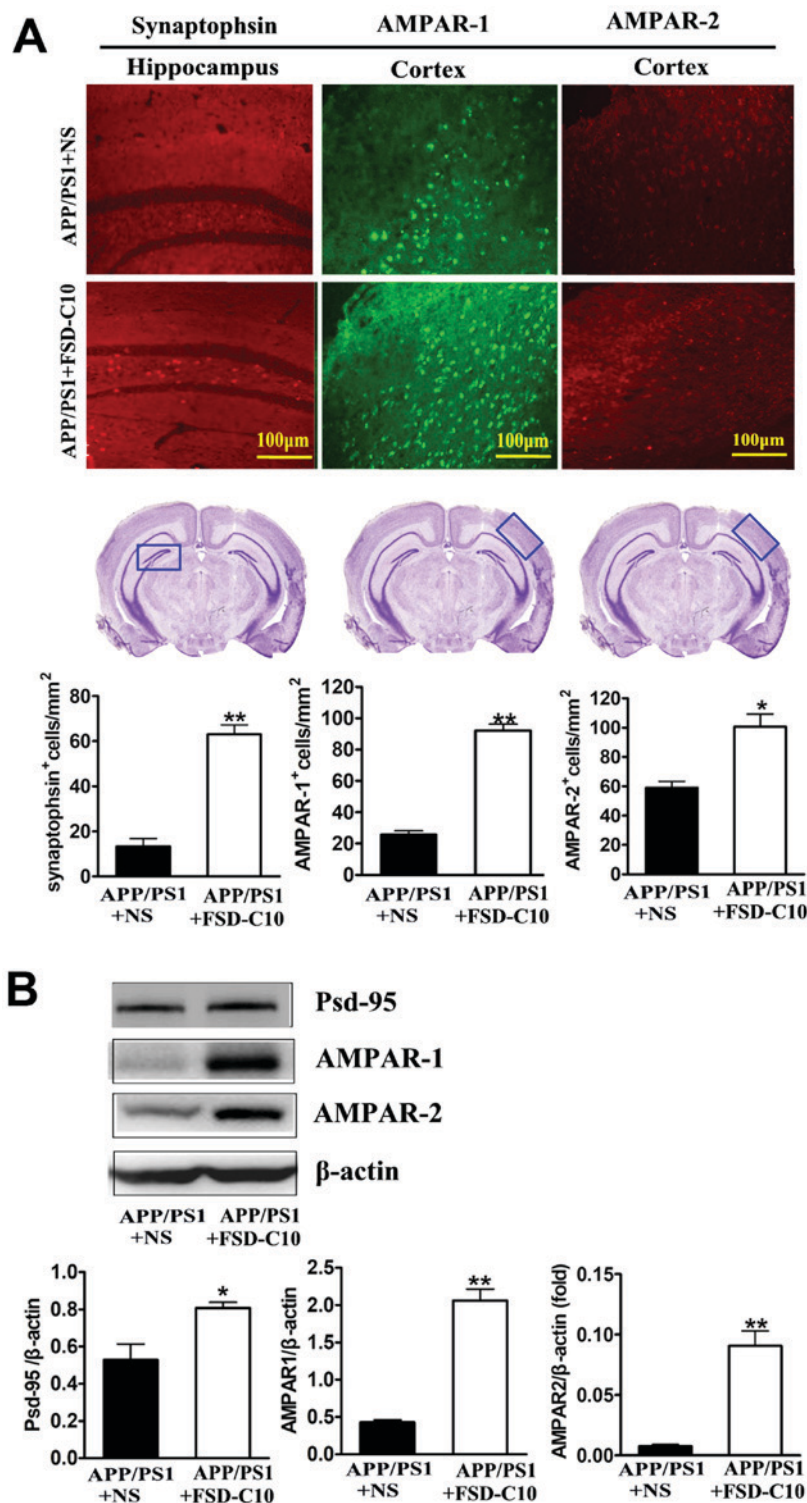 A
Synaptophsin AMPAR-1 AMPAR-2
Hippocampus Cortex Cortex
APP/PS1+NS
APP/PS1+FSD-C10
100μm 100μm 100μm
synaptophsin⁺cells/mm²
80
60
40
20
0
**
APP/PS1
+NS
APP/PS1
+FSD-C10
AMPAR-1⁺cells/mm²
120
100
80
60
40
20
0
**
APP/PS1
+NS
APP/PS1
+FSD-C10
AMPAR-2⁺cells/mm²
120
100
80
60
40
20
0
*
APP/PS1
+NS
APP/PS1
+FSD-C10
B
Psd-95
AMPAR-1
AMPAR-2
β-actin
APP/PS1
+NS
APP/PS1
+FSD-C10
Psd-95/β-actin
1.0
0.8
0.6
0.4
0.2
0.0
*
APP/PS1
+NS
APP/PS1
+FSD-C10
AMPAR1/β-actin
2.5
2.0
1.5
1.0
0.5
0.0
**
APP/PS1
+NS
APP/PS1
+FSD-C10
AMPAR2/β-actin (fold)
0.15
0.10
0.05
0.00
**
APP/PS1
+NS
APP/PS1
+FSD-C10